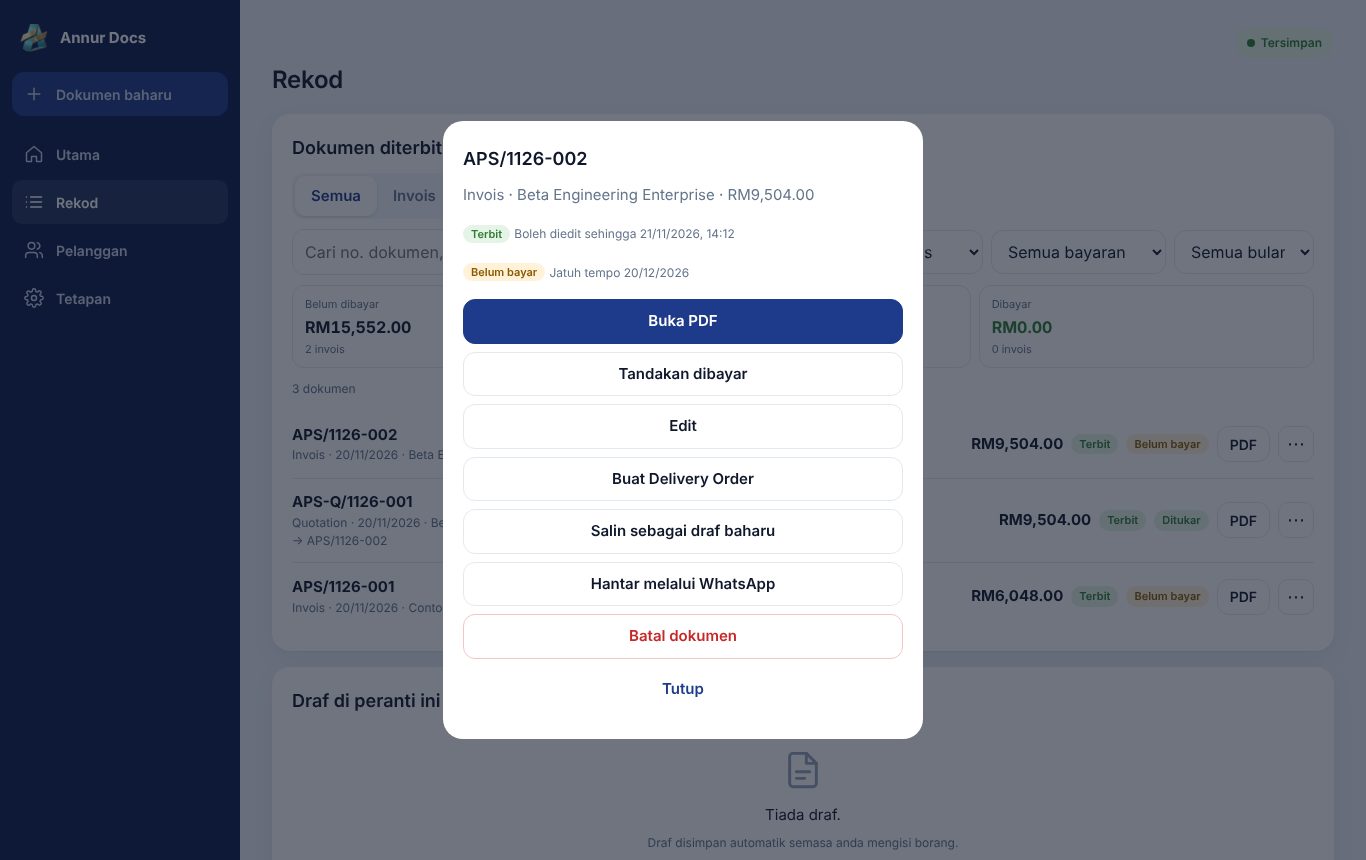 Annur Docs
Dokumen baharu
Utama
Rekod
Pelanggan
Tetapan
Tersimpan
Rekod
Dokumen diterbit
Semua
Invois
Cari no. dokumen,
Semua bayaran
Semua bular
Belum dibayar
RM15,552.00
2 invois
Dibayar
RM0.00
0 invois
3 dokumen
APS/1126-002
Invois · 20/11/2026 · Beta E
RM9,504.00 Terbit Belum bayar PDF ···
APS-Q/1126-001
Quotation · 20/11/2026 · Be
→ APS/1126-002
RM9,504.00 Terbit Ditukar PDF ···
APS/1126-001
Invois · 20/11/2026 · Conto
RM6,048.00 Terbit Belum bayar PDF ···
Draf di peranti ini
Tiada draf.
Draf disimpan automatik semasa anda mengisi borang.
APS/1126-002
Invois · Beta Engineering Enterprise · RM9,504.00
Terbit Boleh diedit sehingga 21/11/2026, 14:12
Belum bayar Jatuh tempo 20/12/2026
Buka PDF
Tandakan dibayar
Edit
Buat Delivery Order
Salin sebagai draf baharu
Hantar melalui WhatsApp
Batal dokumen
Tutup